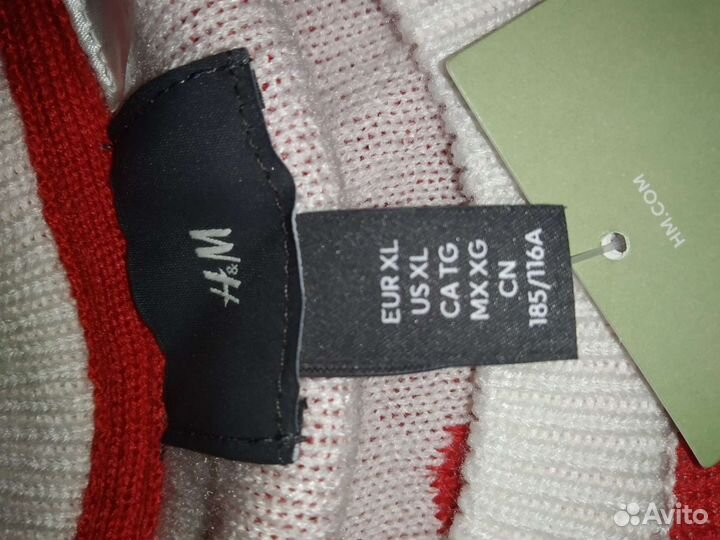 H&M
EUR XL
US XL
CA TG
MX XG
CN
185/116A
HM.COM
Avito